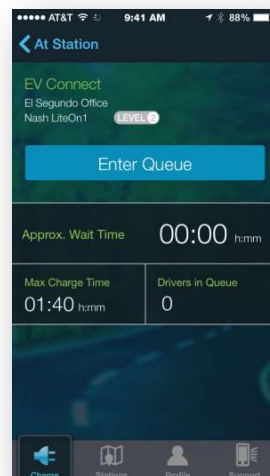 AT&T 9:41 AM 88%
At Station
EV Connect
El Segundo Office
Nash LiteOn1 LEVEL 2
Enter Queue
Approx. Wait Time 00:00 h:mm
Max Charge Time Drivers in Queue
01:40 h:mm 0
Charge Stations Profile Support